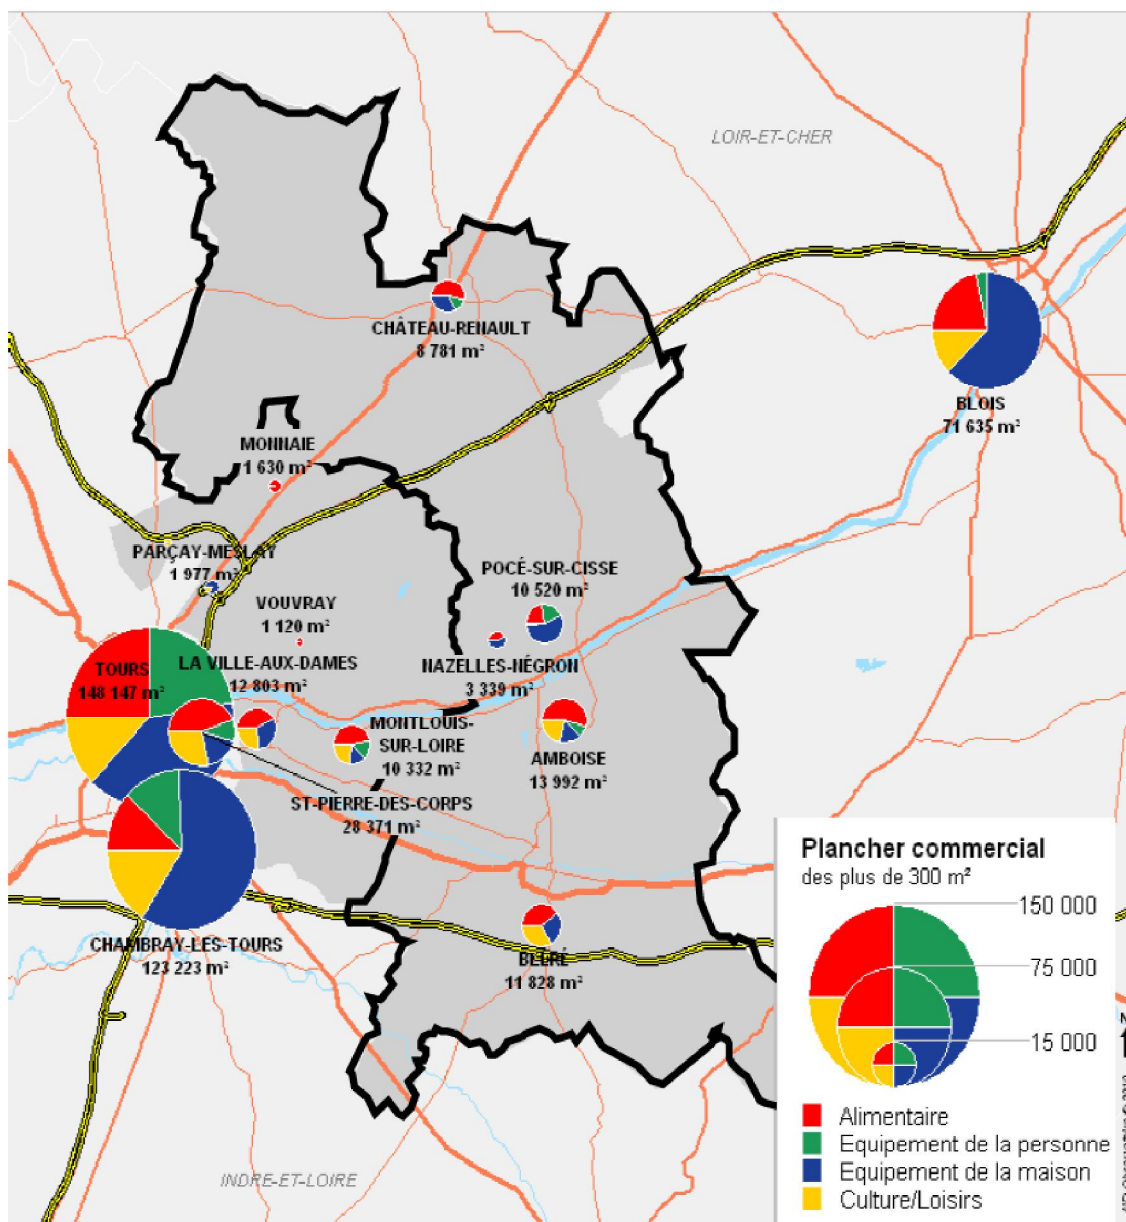 LOIR-ET-CHER
CHÂTEAU-RENAULT
8 781 m²
BLOIS
71 635 m²
MONNAIE
1 630 m²
PARÇAY-MESLAY
1 977 m²
POCÉ-SUR-CISSE
10 520 m²
VOUVRAY
1 120 m²
LA VILLE-AUX-DAMES
12 803 m²
NAZELLES-NÉGRON
3 339 m²
TOURS
148 147 m²
MONTLOUIS-
SUR-LOIRE
10 332 m²
AMBOISE
13 992 m²
ST-PIERRE-DES-CORPS
28 371 m²
CHAMBRAY-LES-TOURS
123 223 m²
BLÉRÉ
11 828 m²
INDRE-ET-LOIRE
Plancher commercial
des plus de 300 m²
150 000
75 000
15 000
Alimentaire
Equipement de la personne
Equipement de la maison
Culture/Loisirs